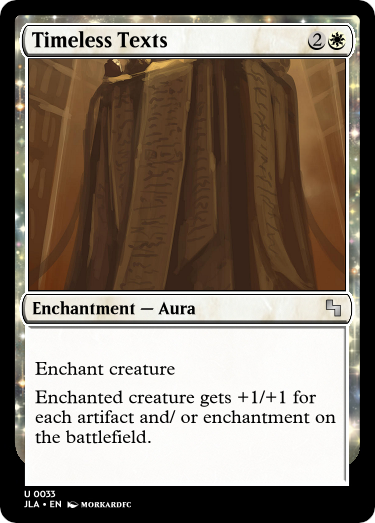 Timeless Texts 2
Enchantment — Aura
Enchant creature
Enchanted creature gets +1/+1 for
each artifact and/ or enchantment on
the battlefield.
U 0033
JLA • EN MORKARDFC